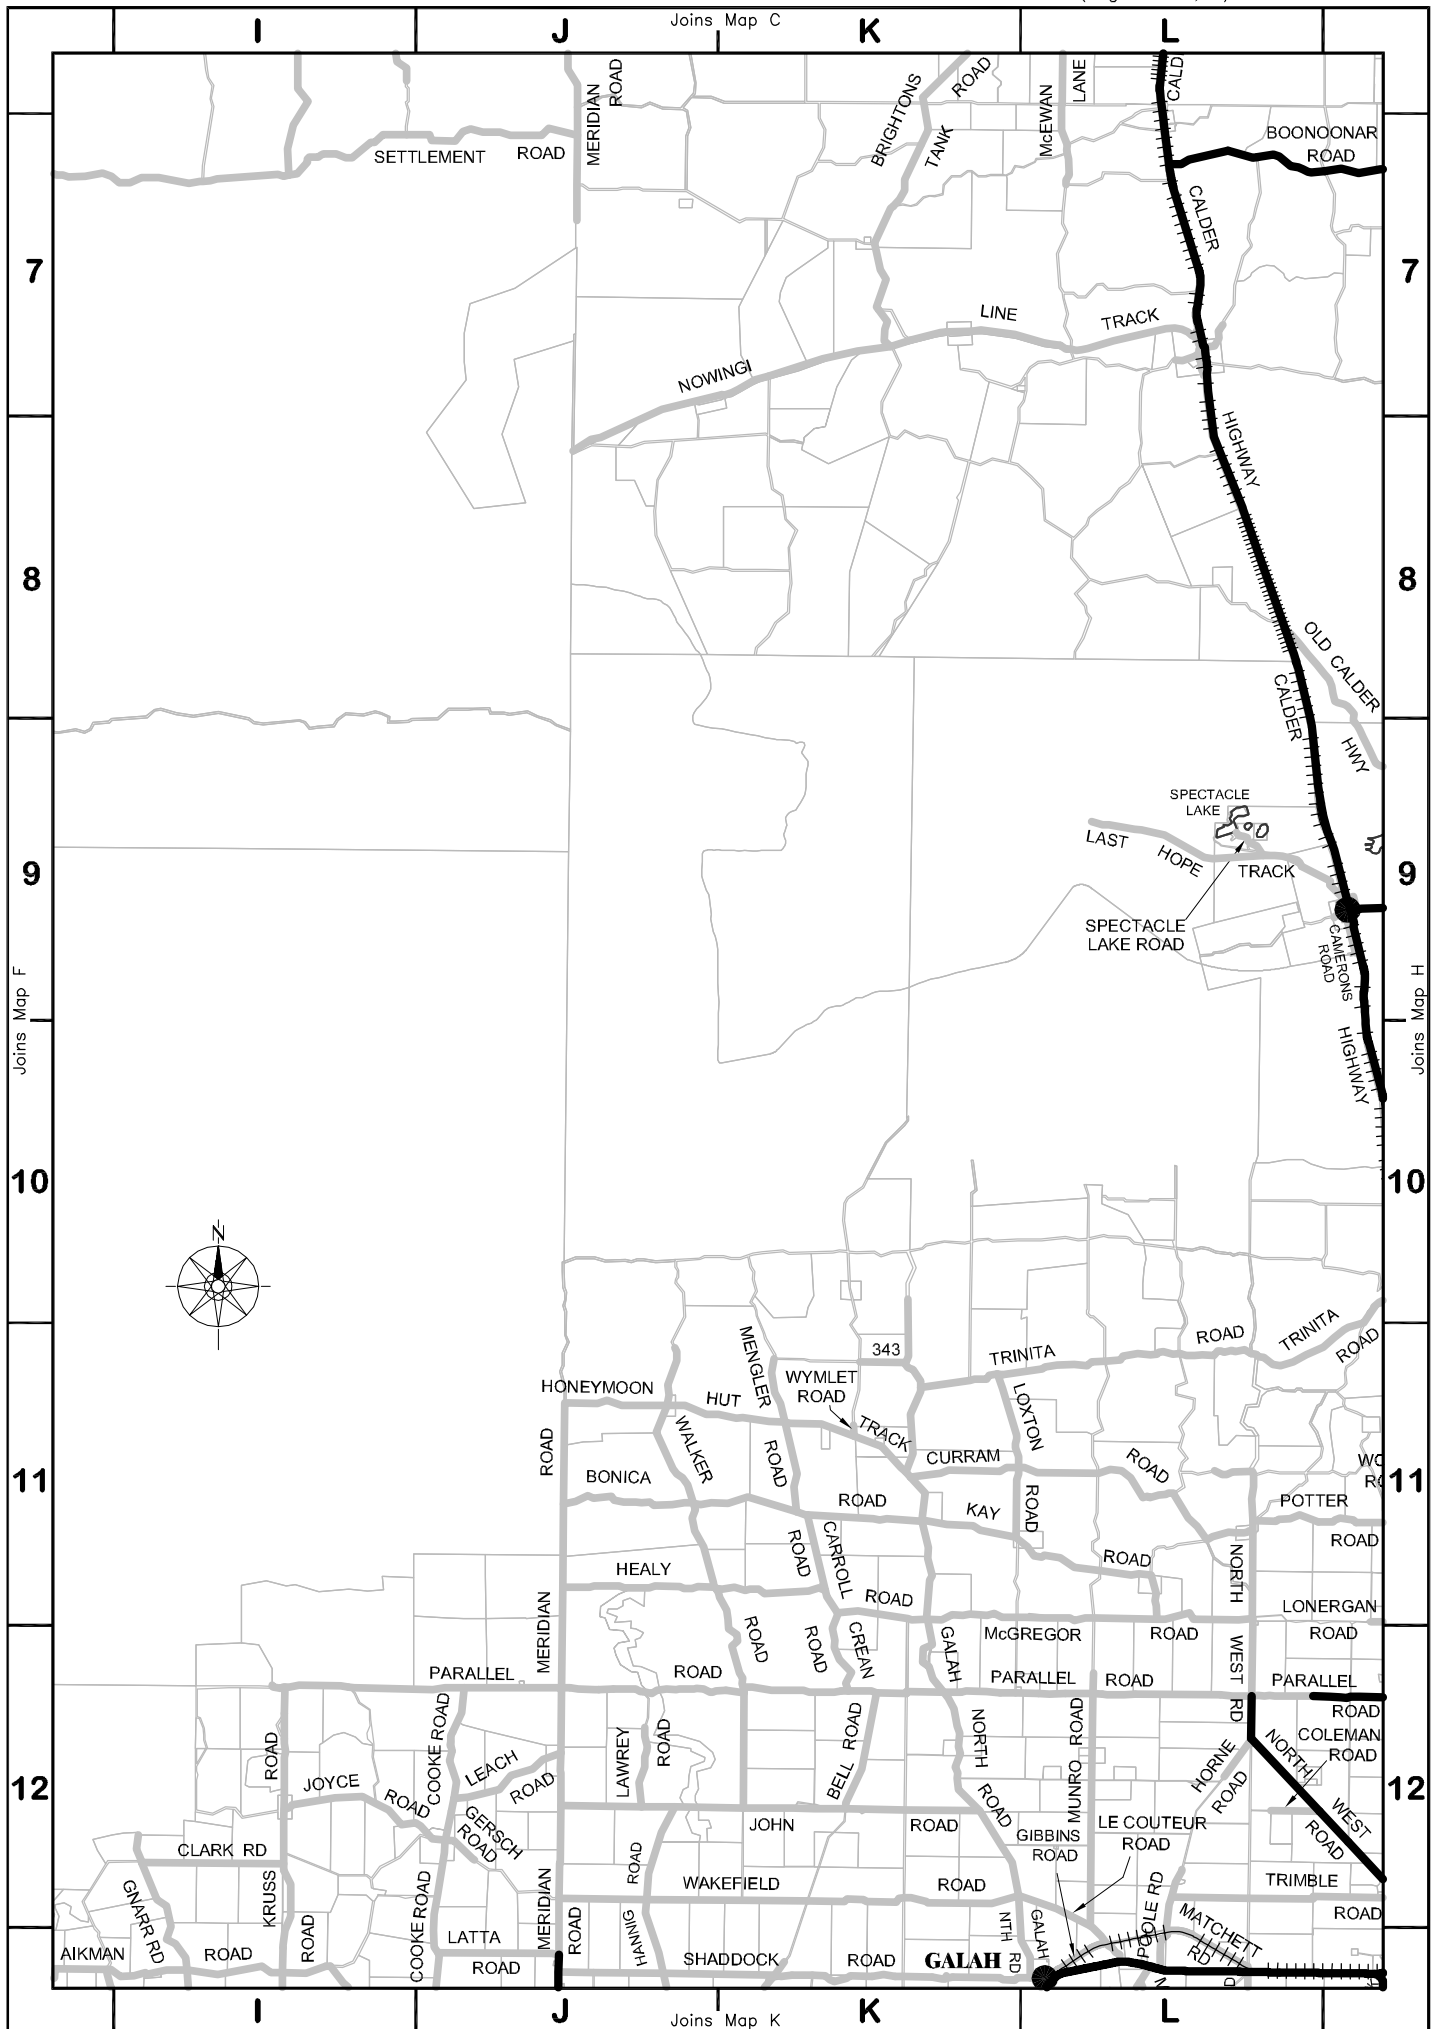 Joins Map C
I
J
K
L
CALD
MERIDIAN
ROAD
BRIGHTONS
TANK
ROAD
McEWAN
LANE
BOONOONAR
ROAD
SETTLEMENT
ROAD
CALDER
7
7
LINE
TRACK
NOWINGI
HIGHWAY
8
8
OLD CALDER
HWY
CALDER
SPECTACLE
LAKE
LAST
HOPE
TRACK
9
9
SPECTACLE
LAKE ROAD
CAMERONS
ROAD
Joins Map F
Joins Map H
HIGHWAY
10
10
N
TRINITA
ROAD
TRINITA
ROAD
343
MENGLER
ROAD
WYMLET
ROAD
HONEYMOON
HUT
TRACK
LOXTON
ROAD
WALKER
ROAD
CURRAM
ROAD
ROAD
BONICA
ROAD
KAY
ROAD
11
11
POTTER
ROAD
ROAD
CARROLL
ROAD
HEALY
ROAD
NORTH
WEST RD
LONERGAN
ROAD
MERIDIAN
CREAN
ROAD
GALAH
McGREGOR
ROAD
PARALLEL
ROAD
PARALLEL
ROAD
PARALLEL
ROAD
COLEMAN
ROAD
ROAD
COOKE ROAD
LAWREY
ROAD
BELL ROAD
NORTH
ROAD
MUNRO ROAD
HORNE
ROAD
NORTH
WEST
ROAD
LEACH
ROAD
12
12
JOYCE
ROAD
GERSCH
ROAD
JOHN
ROAD
GIBBINS
ROAD
LE COUTEUR
ROAD
CLARK RD
ROAD
WAKEFIELD
ROAD
TRIMBLE
ROAD
GNARR RD
KRUSS
ROAD
COOKE ROAD
MERIDIAN
ROAD
HANNIG
NTH
RD
GALAH
POOLE RD
MATCHETT
RD
LATTA
ROAD
AIKMAN
ROAD
SHADDOCK
ROAD
GALAH
I
J
K
L
Joins Map K